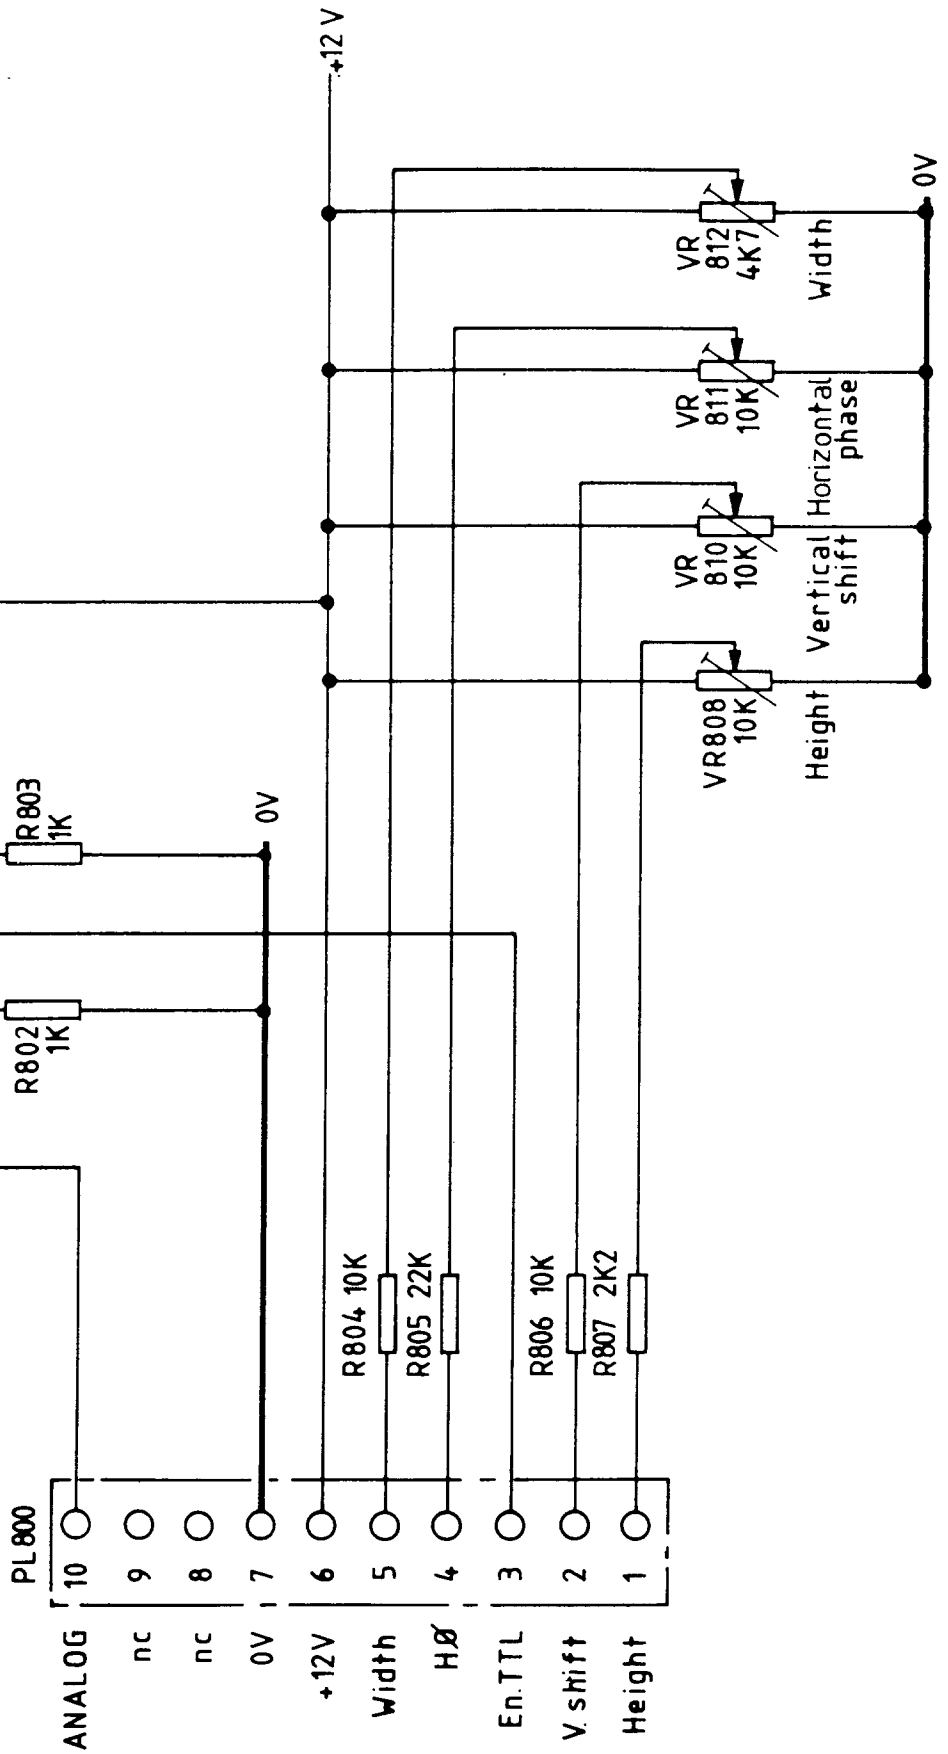 PL800
ANALOG 10
nc 9
nc 8
0V 7
+12V 6
Width 5
HØ 4
En.TTL 3
V.shift 2
Height 1
R802
1K
R803
1K
0V
R804 10K
R805 22K
R806 10K
R807 2K2
+12 V
VR808
10K
Height
VR
810
10K
Vertical
shift
VR
811
10K
Horizontal
phase
VR
812
4K7
Width
0V